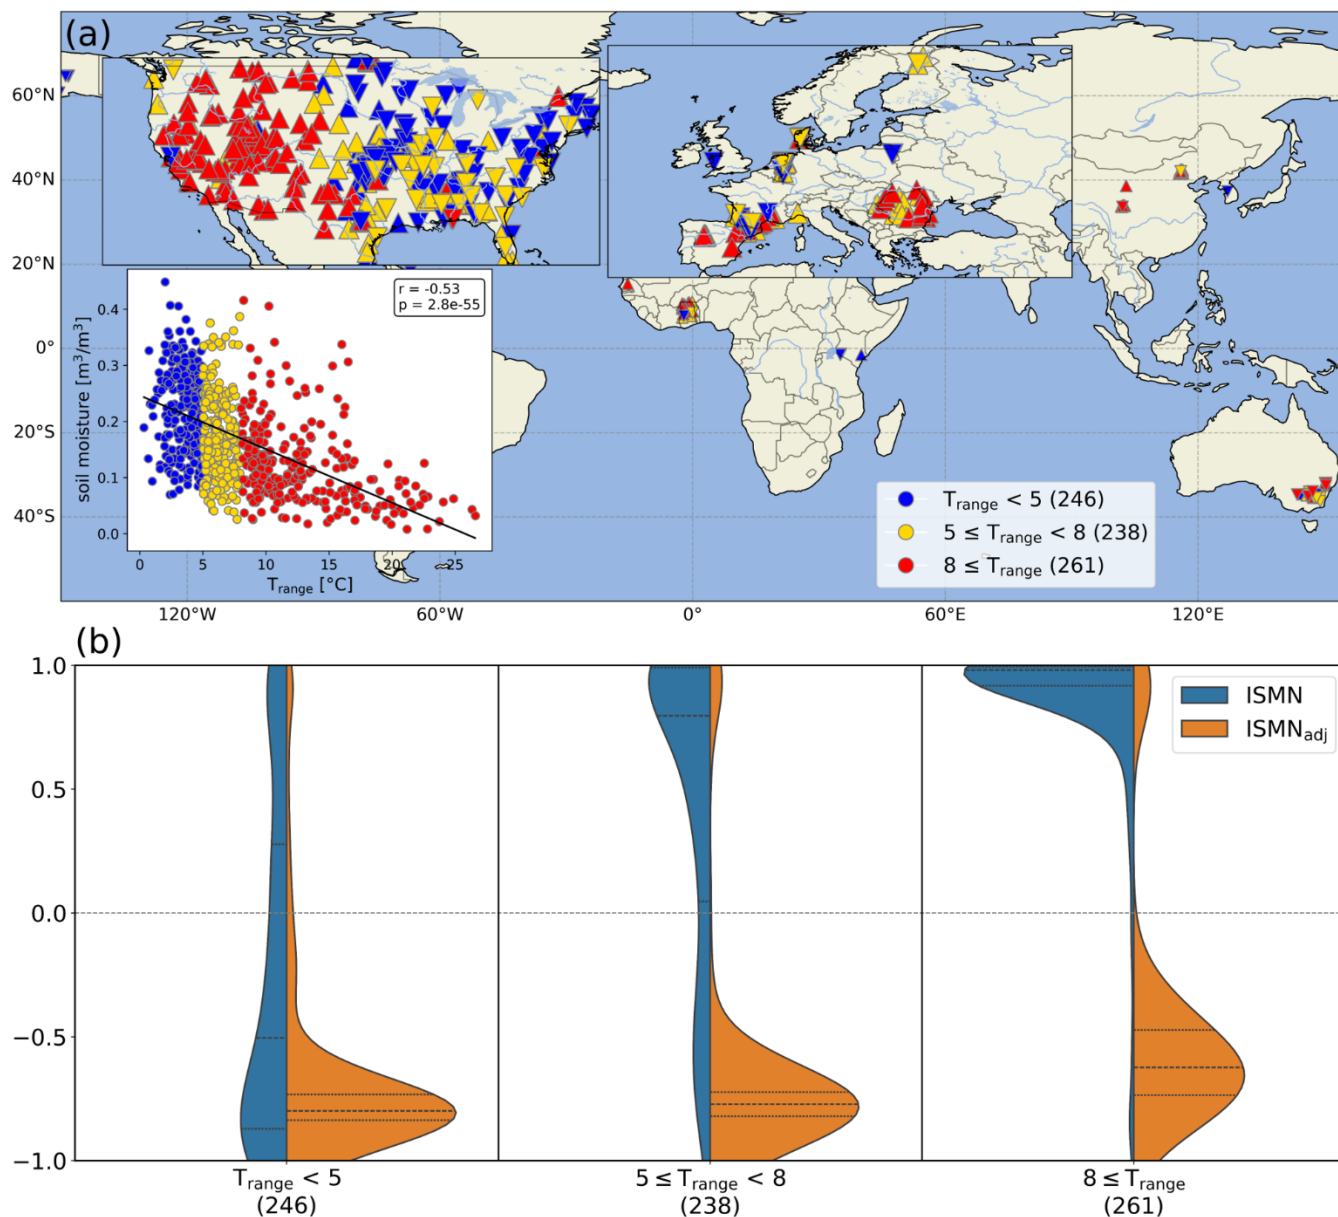 (a)
60°N
40°N
20°N
0°
20°S
40°S
120°W
60°W
0°
60°E
120°E
r = -0.53
p = 2.8e-55
soil moisture [m³/m³]
0.4
0.3
0.2
0.1
0.0
0
5
10
15
20
25
T_range [°C]
T_range < 5 (246)
5 ≤ T_range < 8 (238)
8 ≤ T_range (261)
(b)
1.0
0.5
0.0
−0.5
−1.0
ISMN
ISMN_adj
T_range < 5
(246)
5 ≤ T_range < 8
(238)
8 ≤ T_range
(261)